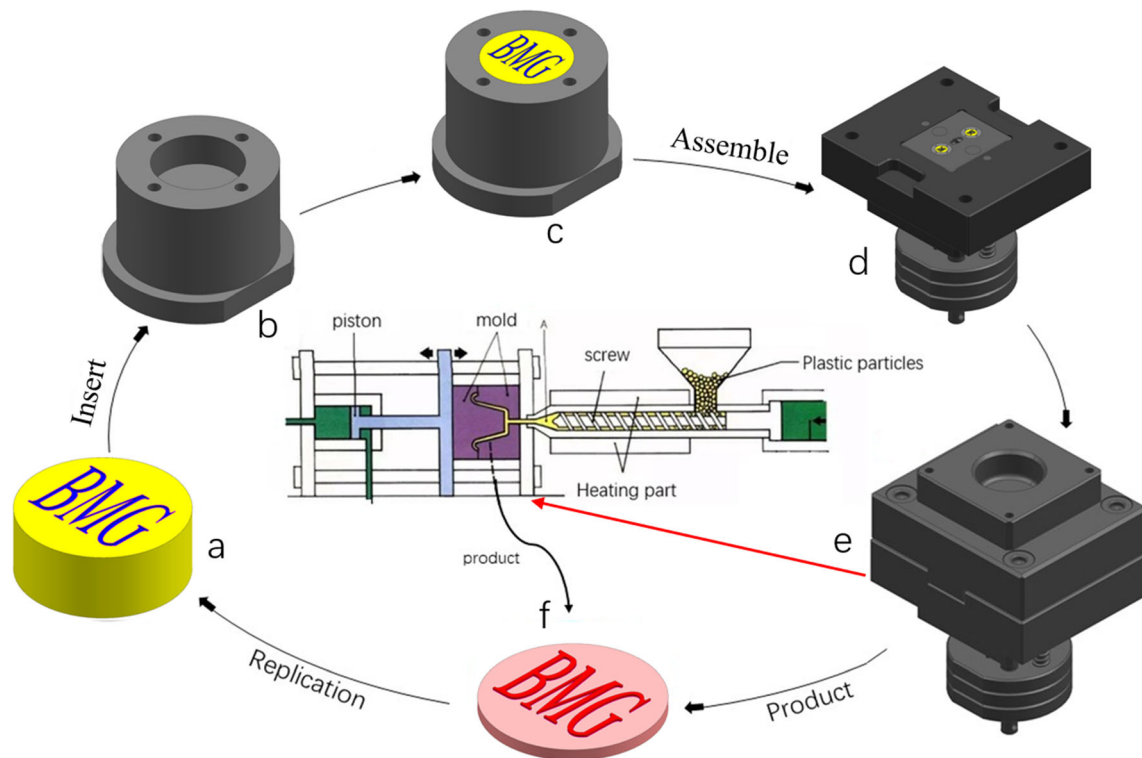 BMG
c
Assemble
d
b
Insert
BMG
a
piston
mold
A
screw
Plastic particles
Heating part
product
e
f
BMG
Replication
Product
BMG